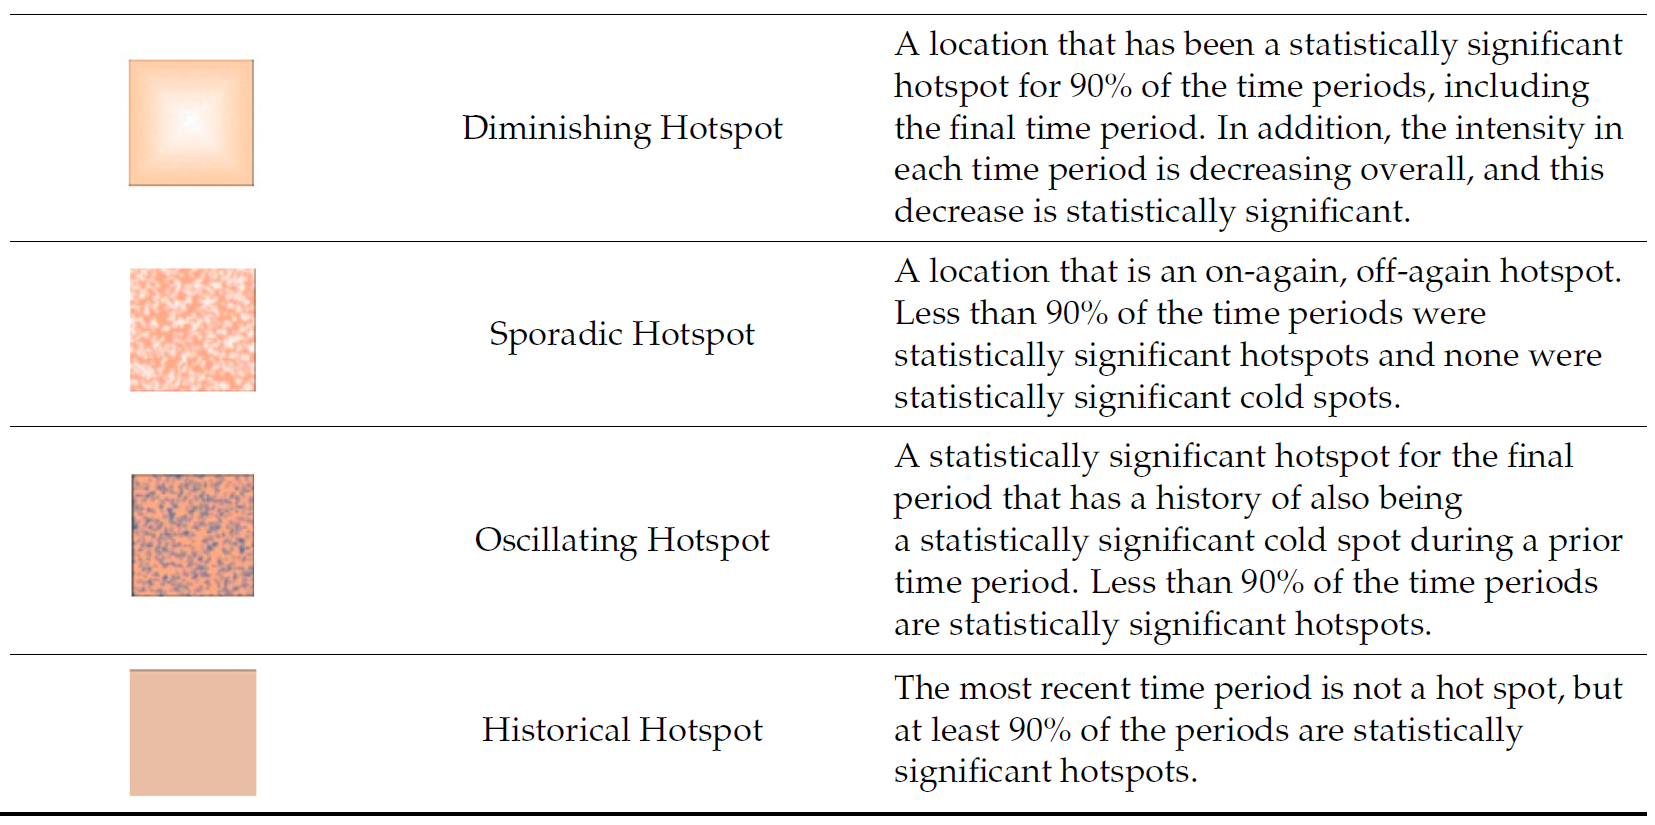 Diminishing Hotspot
A location that has been a statistically significant
hotspot for 90% of the time periods, including
the final time period. In addition, the intensity in
each time period is decreasing overall, and this
decrease is statistically significant.
Sporadic Hotspot
A location that is an on-again, off-again hotspot.
Less than 90% of the time periods were
statistically significant hotspots and none were
statistically significant cold spots.
Oscillating Hotspot
A statistically significant hotspot for the final
period that has a history of also being
a statistically significant cold spot during a prior
time period. Less than 90% of the time periods
are statistically significant hotspots.
Historical Hotspot
The most recent time period is not a hot spot, but
at least 90% of the periods are statistically
significant hotspots.